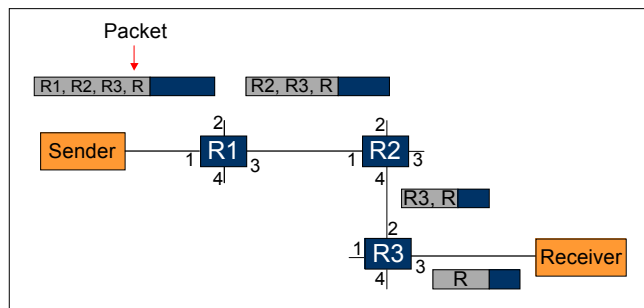 Packet
R1, R2, R3, R
R2, R3, R
2
2
Sender
1
R1
3
1
R2
3
4
4
R3, R
2
1
R3
3
Receiver
4
R